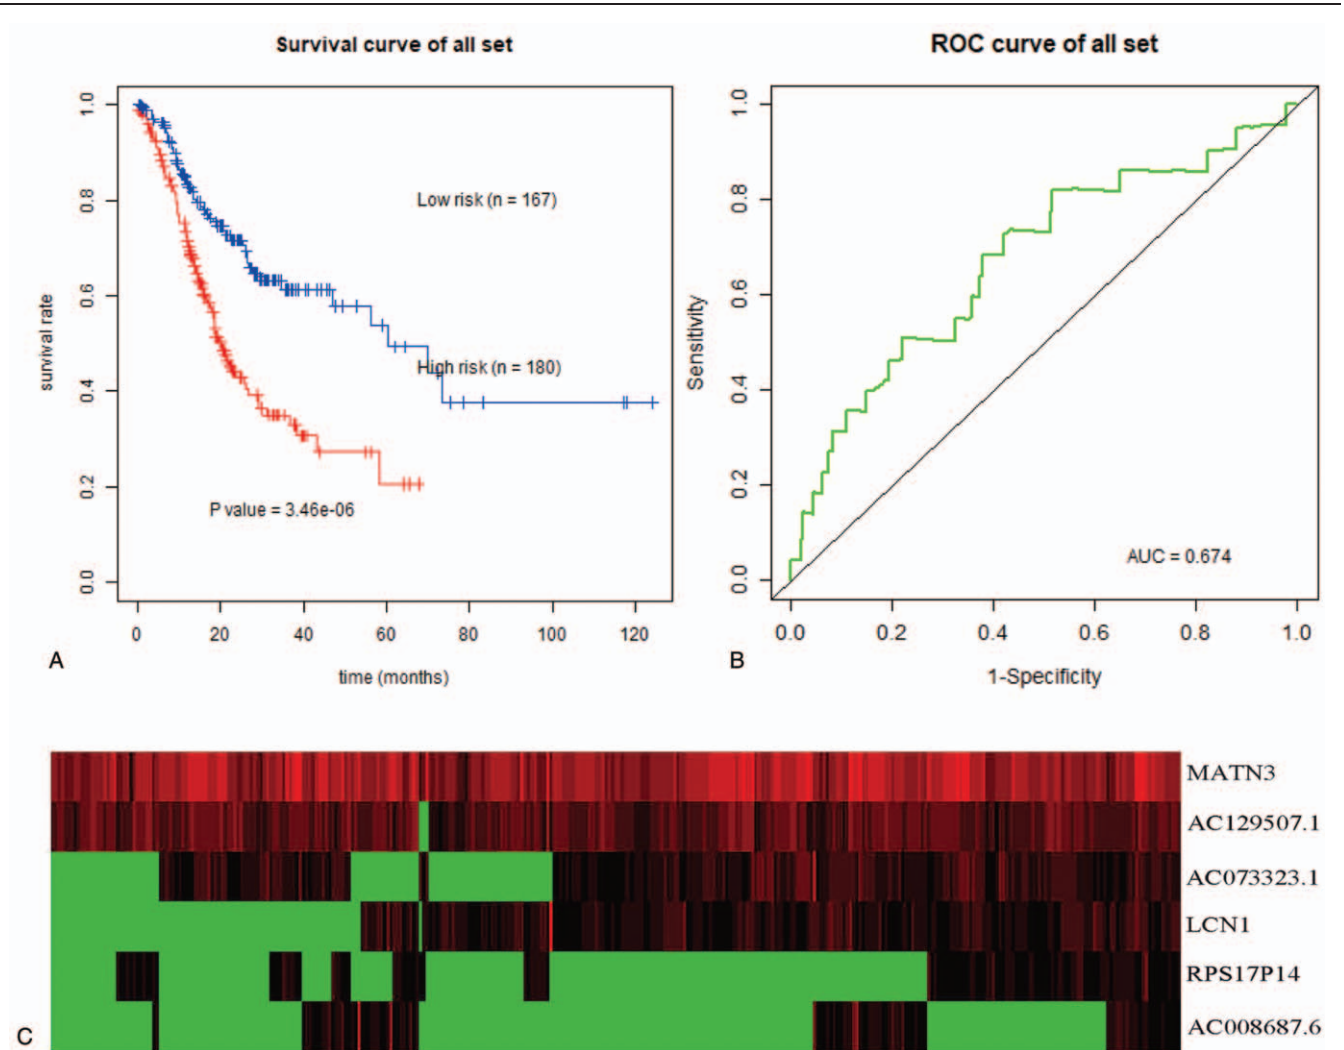 Survival curve of all set
survival rate
1.0
0.8
0.6
0.4
0.2
0.0
Low risk (n = 167)
High risk (n = 180)
P value = 3.46e-06
0 20 40 60 80 100 120
time (months)
A
ROC curve of all set
Sensitivity
1.0
0.8
0.6
0.4
0.2
0.0
AUC = 0.674
0.0 0.2 0.4 0.6 0.8 1.0
1-Specificity
B
MATN3
AC129507.1
AC073323.1
LCN1
RPS17P14
AC008687.6
C